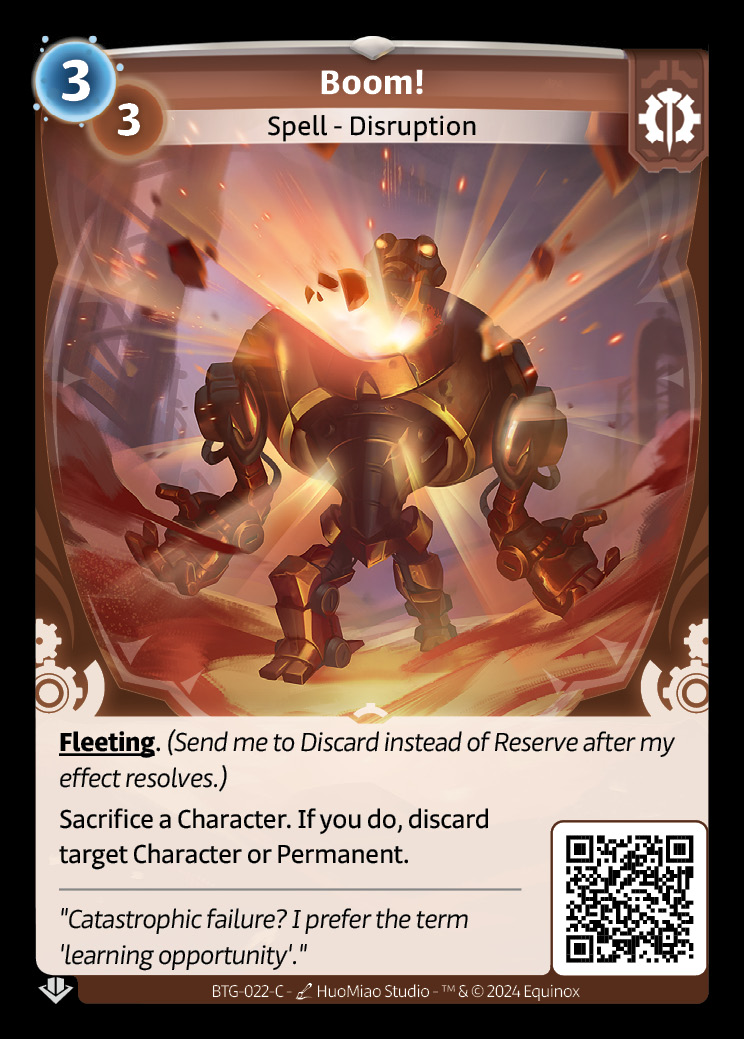 3
3
Boom!
Spell - Disruption
Fleeting. (Send me to Discard instead of Reserve after my
effect resolves.)
Sacrifice a Character. If you do, discard
target Character or Permanent.
"Catastrophic failure? I prefer the term
'learning opportunity'."
BTG-022-C - HuoMiao Studio - ™ & © 2024 Equinox